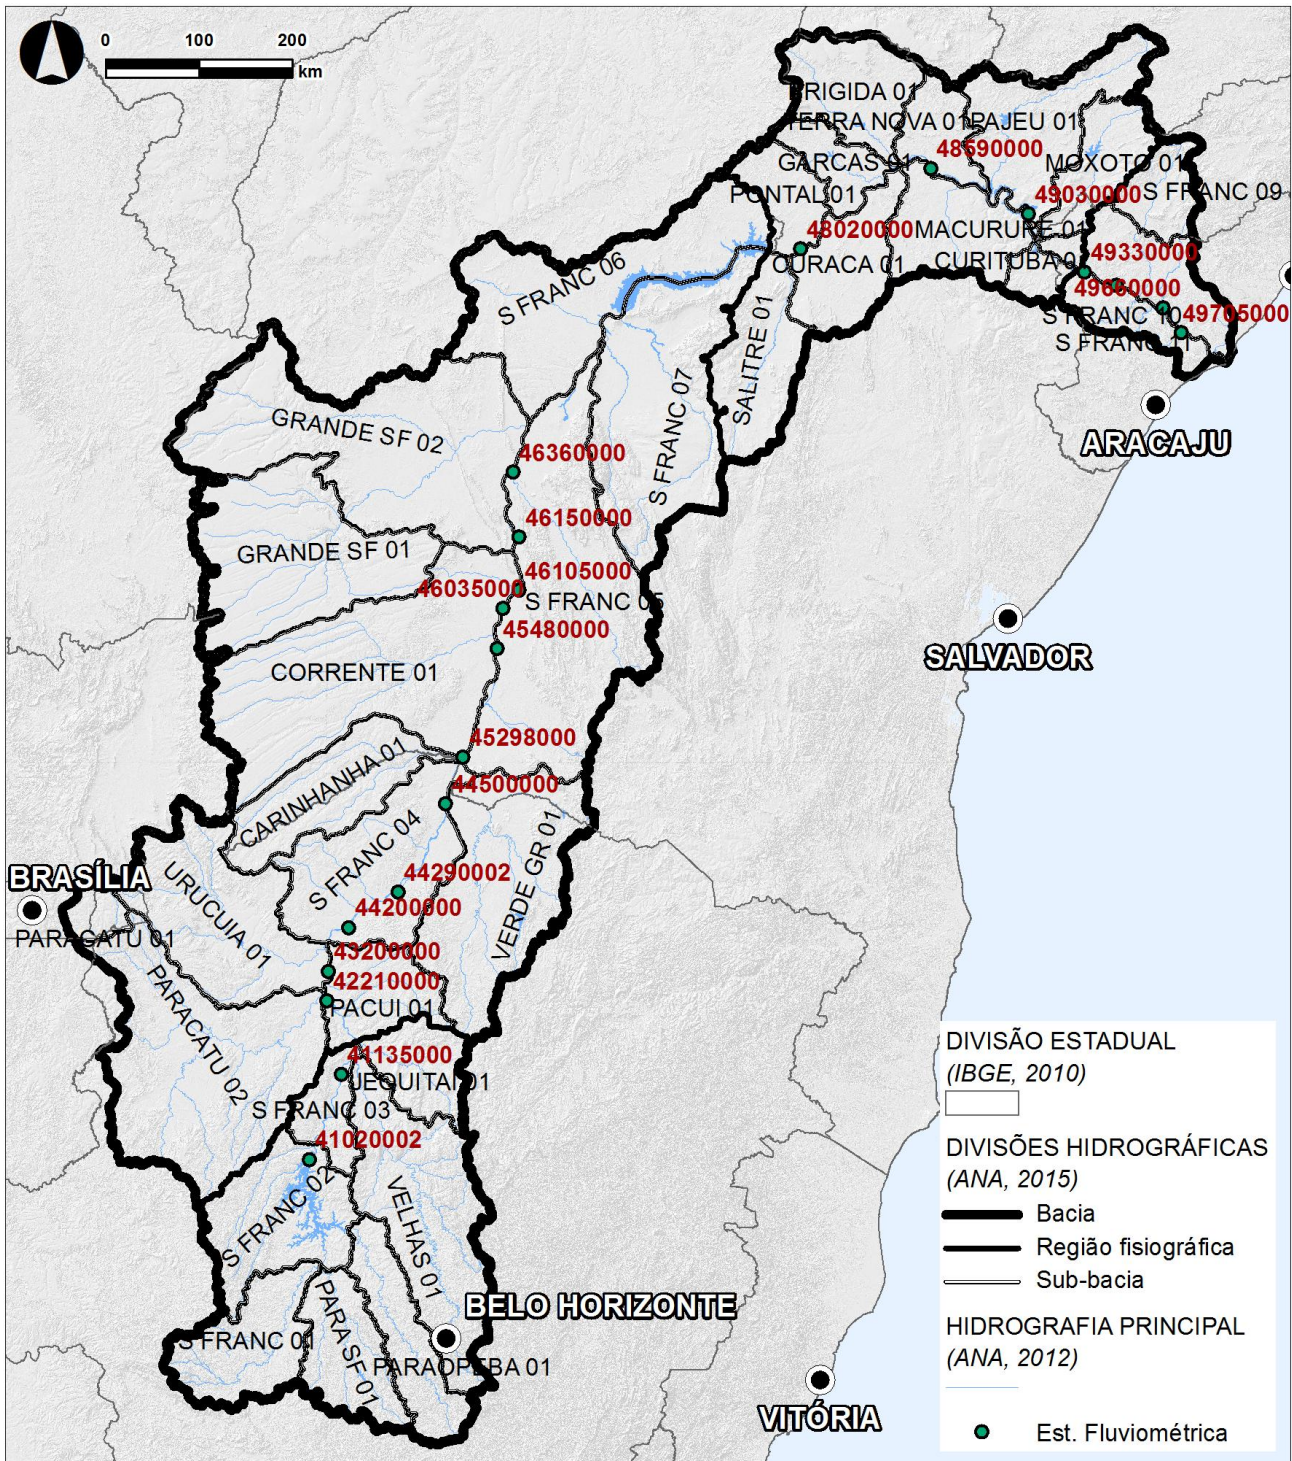 0 100 200
km
BRIGIDA 01
TERRA NOVA 01
PAJEU 01
48590000
GARCAS 01
MOXOTO 01
PONTAL 01
49030000
S FRANC 09
48020000
MACURURE 01
CURITUBA 01
49330000
OURACA 01
49660000
S FRANC 10
49705000
S FRANC 11
S FRANC 06
SALITRE 01
S FRANC 07
GRANDE SF 02
ARACAJU
46360000
46150000
GRANDE SF 01
46105000
46035000
S FRANC 05
45480000
SALVADOR
CORRENTE 01
45298000
CARINHANHA 01
44500000
S FRANC 04
VERDE GR 01
BRASÍLIA
URUCUIA 01
44290002
44200000
PARACATU 01
43200000
42210000
PACUI 01
PARACATU 02
41135000
JEQUITAI 01
S FRANC 03
41020002
S FRANC 02
VELHAS 01
BELO HORIZONTE
S FRANC 01
PARA SF 01
PARAOPEBA 01
VITÓRIA
DIVISÃO ESTADUAL
(IBGE, 2010)
DIVISÕES HIDROGRÁFICAS
(ANA, 2015)
Bacia
Região fisiográfica
Sub-bacia
HIDROGRAFIA PRINCIPAL
(ANA, 2012)
Est. Fluviométrica